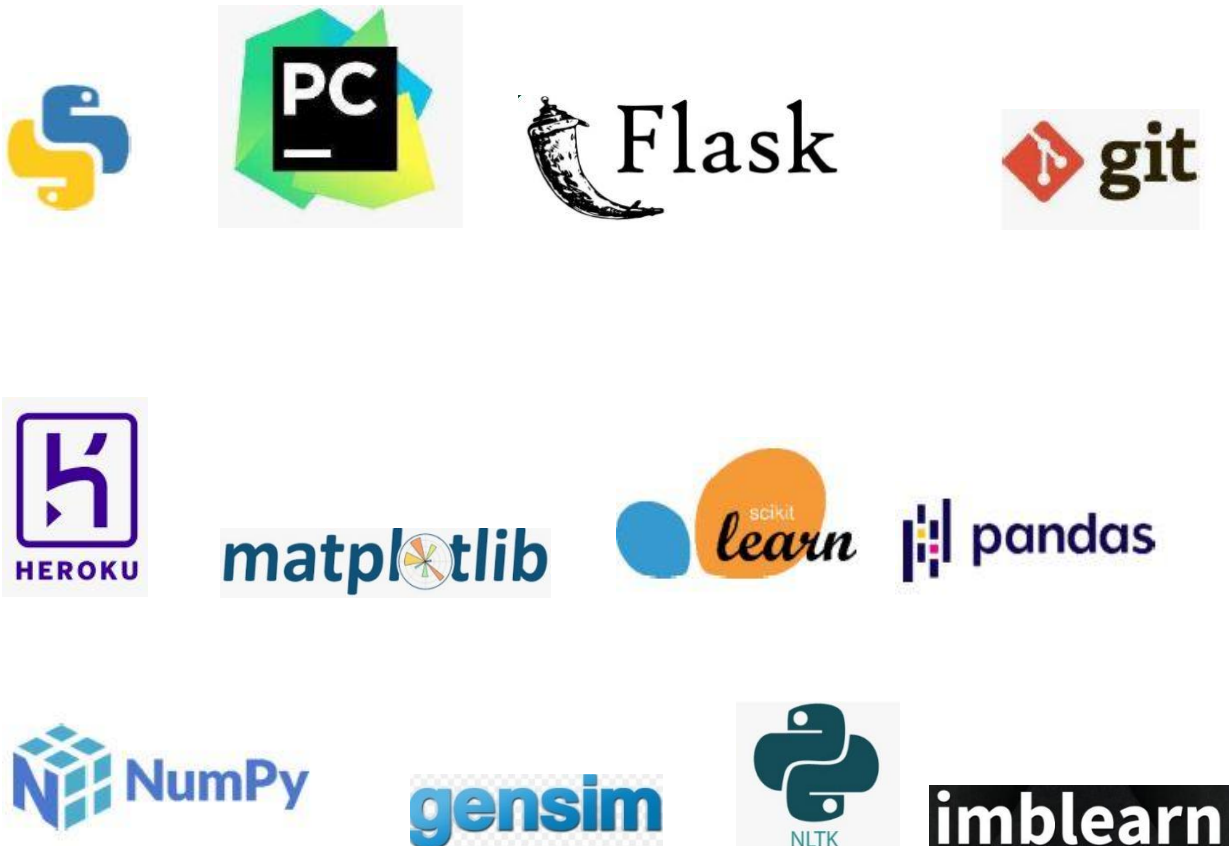 PC
Flask
git
HEROKU
matplotlib
scikit
learn
pandas
NumPy
gensim
NLTK
imblearn